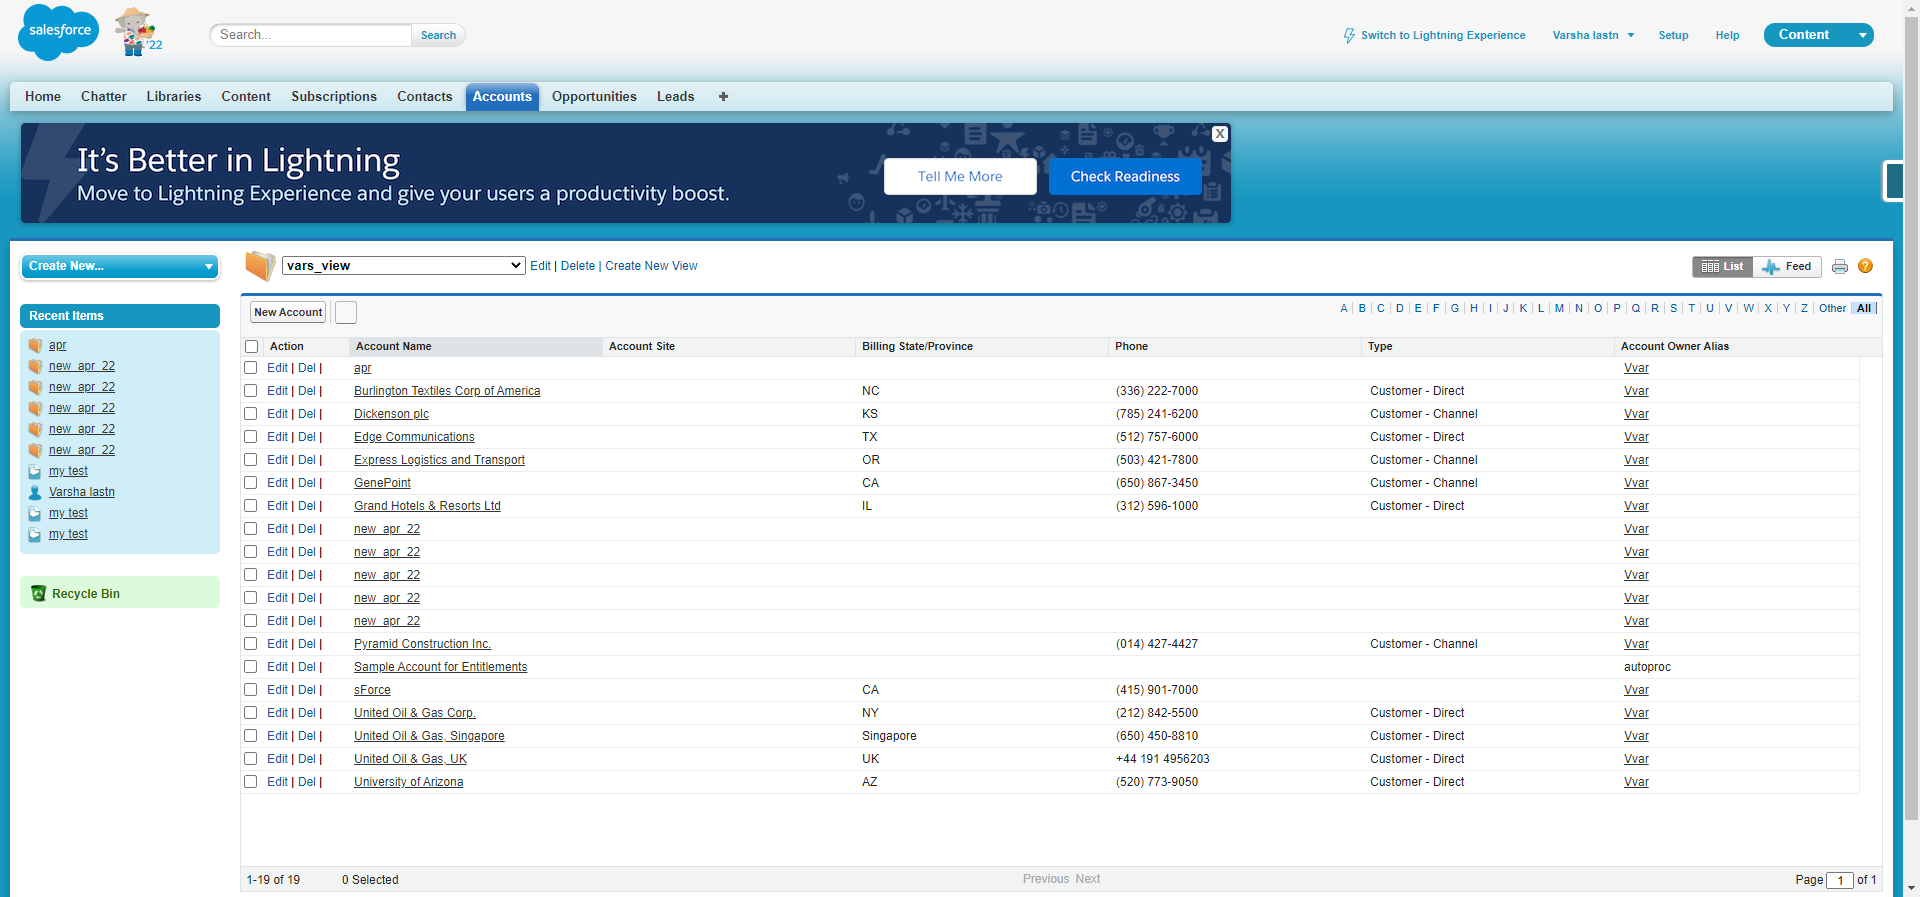 salesforce
'22
Search...
Search
Switch to Lightning Experience
Varsha lastn
Setup
Help
Content
Home Chatter Libraries Content Subscriptions Contacts Accounts Opportunities Leads +
It's Better in Lightning
Move to Lightning Experience and give your users a productivity boost.
Tell Me More
Check Readiness
X
Create New...
vars_view
Edit | Delete | Create New View
List
Feed
?
Recent Items
apr
new_apr_22
new_apr_22
new_apr_22
new_apr_22
new_apr_22
my test
Varsha lastn
my test
my test
Recycle Bin
New Account
A | B | C | D | E | F | G | H | I | J | K | L | M | N | O | P | Q | R | S | T | U | V | W | X | Y | Z | Other | All |
Action Account Name Account Site Billing State/Province Phone Type Account Owner Alias
Edit | Del | apr Vvar
Edit | Del | Burlington Textiles Corp of America NC (336) 222-7000 Customer - Direct Vvar
Edit | Del | Dickenson plc KS (785) 241-6200 Customer - Channel Vvar
Edit | Del | Edge Communications TX (512) 757-6000 Customer - Direct Vvar
Edit | Del | Express Logistics and Transport OR (503) 421-7800 Customer - Channel Vvar
Edit | Del | GenePoint CA (650) 867-3450 Customer - Channel Vvar
Edit | Del | Grand Hotels & Resorts Ltd IL (312) 596-1000 Customer - Direct Vvar
Edit | Del | new_apr_22 Vvar
Edit | Del | new_apr_22 Vvar
Edit | Del | new_apr_22 Vvar
Edit | Del | new_apr_22 Vvar
Edit | Del | new_apr_22 Vvar
Edit | Del | Pyramid Construction Inc. (014) 427-4427 Customer - Channel Vvar
Edit | Del | Sample Account for Entitlements autoproc
Edit | Del | sForce CA (415) 901-7000 Vvar
Edit | Del | United Oil & Gas Corp. NY (212) 842-5500 Customer - Direct Vvar
Edit | Del | United Oil & Gas, Singapore Singapore (650) 450-8810 Customer - Direct Vvar
Edit | Del | United Oil & Gas, UK UK +44 191 4956203 Customer - Direct Vvar
Edit | Del | University of Arizona AZ (520) 773-9050 Customer - Direct Vvar
1-19 of 19 0 Selected Previous Next Page 1 of 1